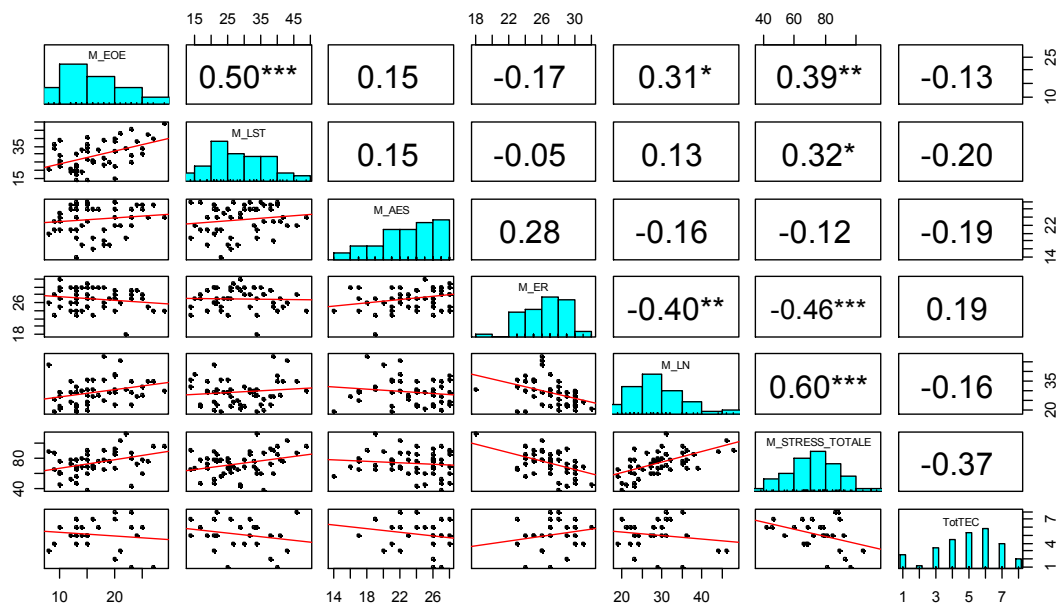 15 25 35 45 18 22 26 30 40 60 80
M_EOE 0.50*** 0.15 -0.17 0.31* 0.39** -0.13 10 25
15 35 M_LST 0.15 -0.05 0.13 0.32* -0.20
M_AES 0.28 -0.16 -0.12 -0.19 14 22
18 26 M_ER -0.40** -0.46*** 0.19
M_LN 0.60*** -0.16 20 35
40 80 M_STRESS_TOTALE -0.37
TotTEC 1 4 7
10 20 14 18 22 26 20 30 40 1 3 5 7